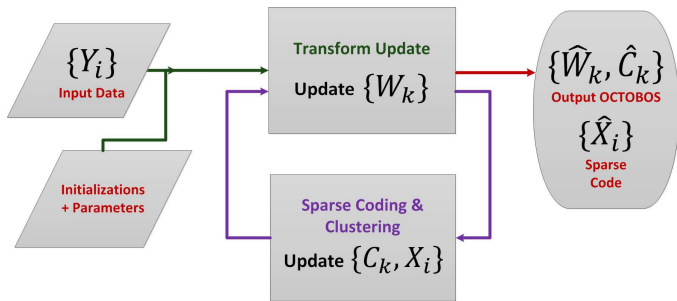 {Y_i}
Input Data
Initializations
+ Parameters
Transform Update
Update {W_k}
Sparse Coding &
Clustering
Update {C_k, X_i}
{Ŵ_k, Ĉ_k}
Output OCTOBOS
{X̂_i}
Sparse
Code